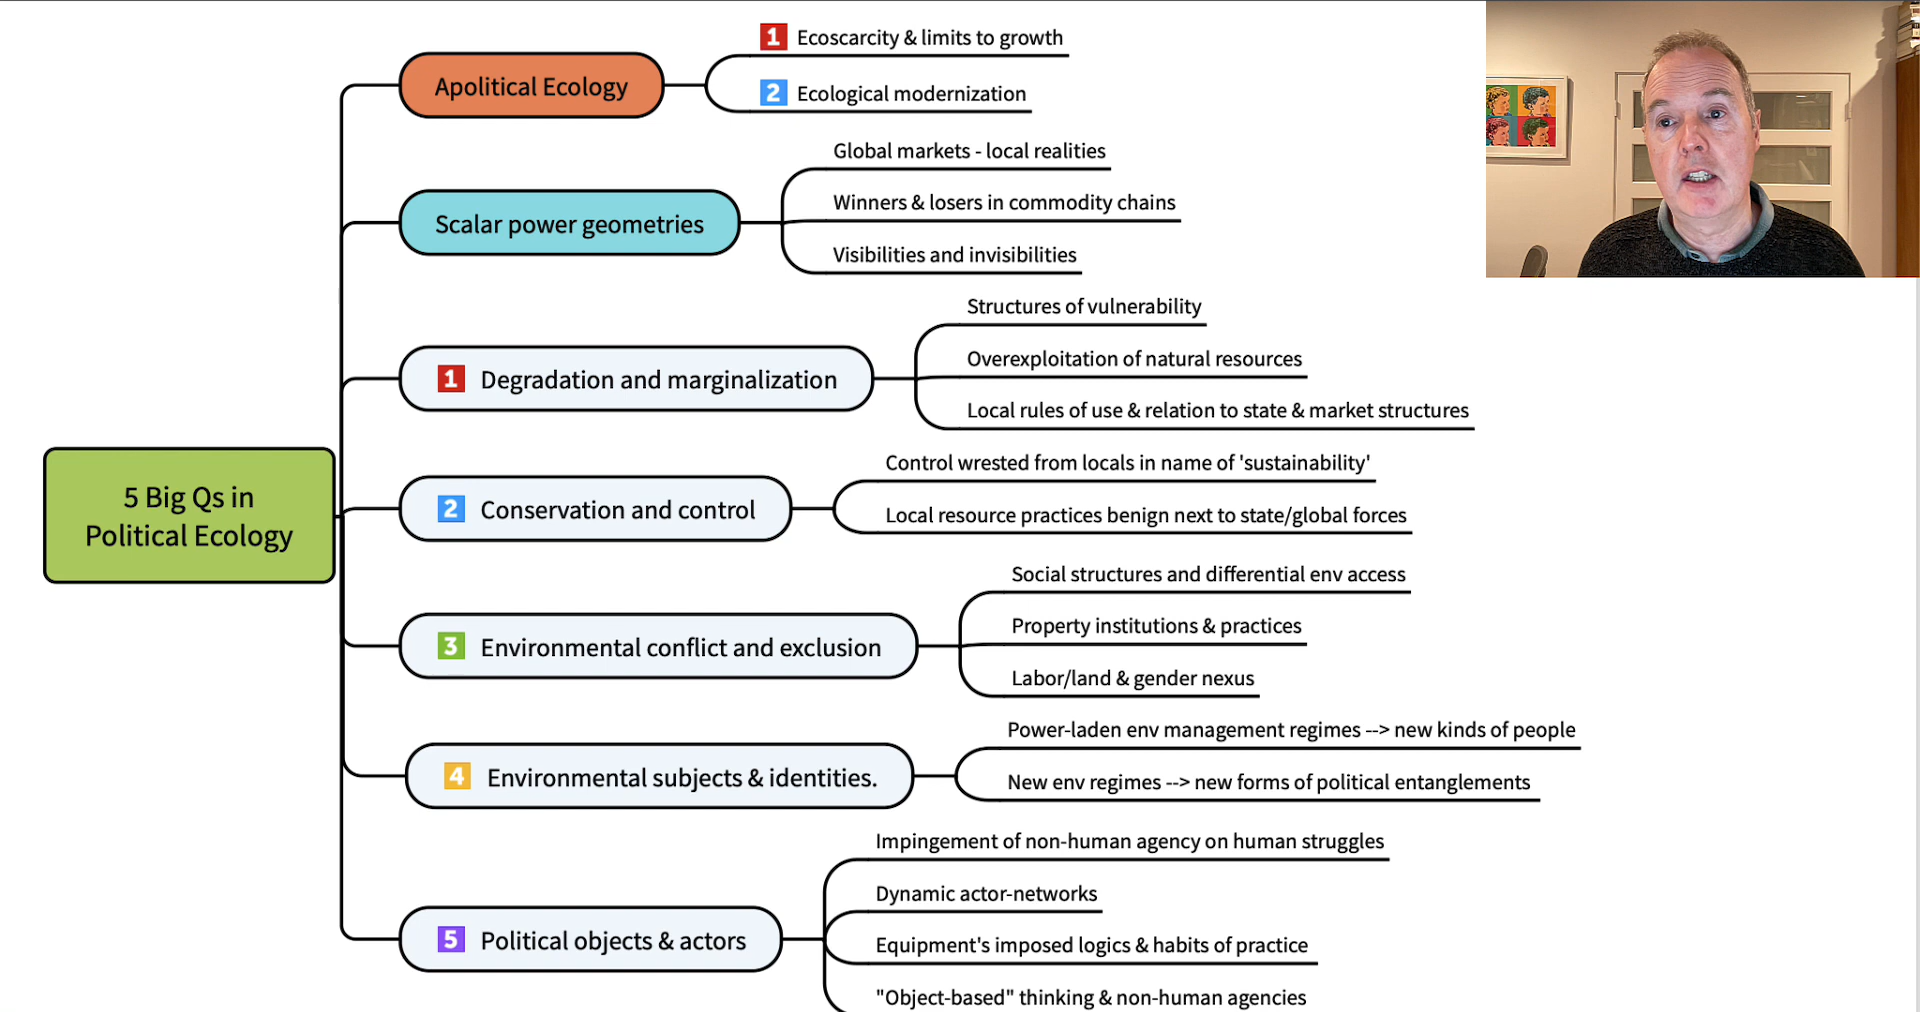 5 Big Qs in
Political Ecology
Apolitical Ecology
1 Ecoscarcity & limits to growth
2 Ecological modernization
Scalar power geometries
Global markets - local realities
Winners & losers in commodity chains
Visibilities and invisibilities
1 Degradation and marginalization
Structures of vulnerability
Overexploitation of natural resources
Local rules of use & relation to state & market structures
2 Conservation and control
Control wrested from locals in name of 'sustainability'
Local resource practices benign next to state/global forces
3 Environmental conflict and exclusion
Social structures and differential env access
Property institutions & practices
Labor/land & gender nexus
4 Environmental subjects & identities.
Power-laden env management regimes --> new kinds of people
New env regimes --> new forms of political entanglements
5 Political objects & actors
Impingement of non-human agency on human struggles
Dynamic actor-networks
Equipment's imposed logics & habits of practice
"Object-based" thinking & non-human agencies